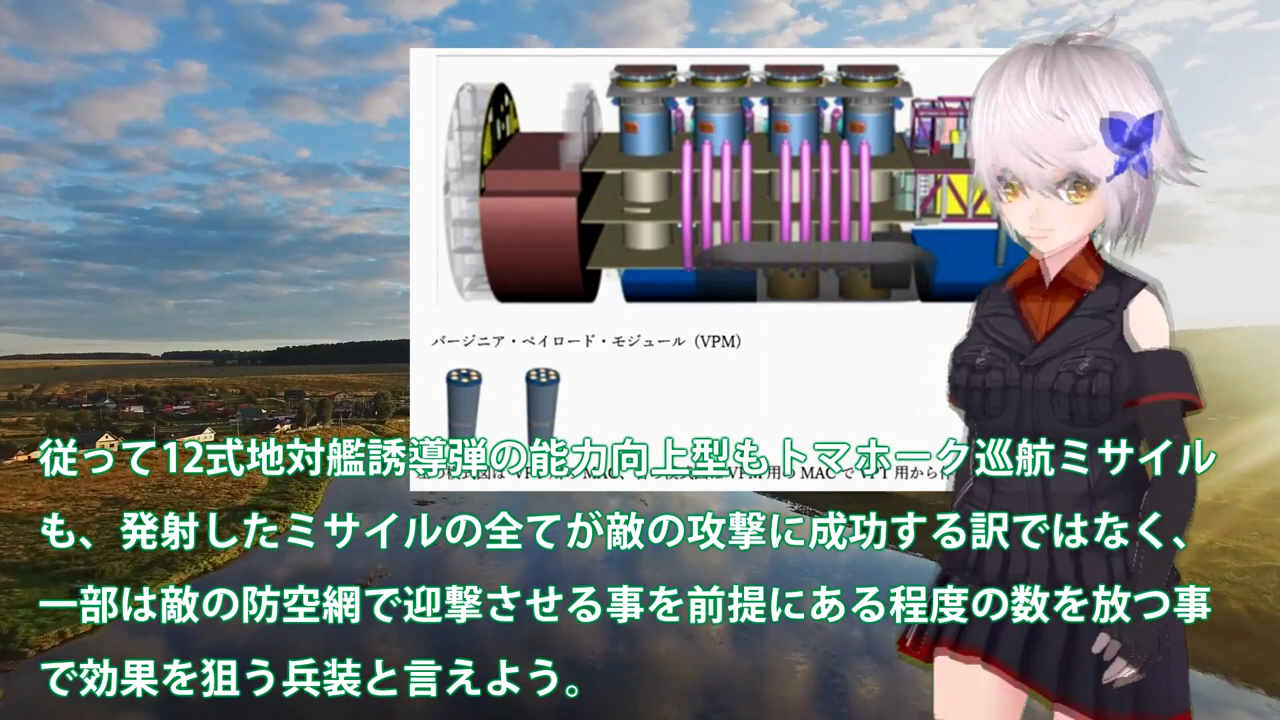 バージニア・ペイロード・モジュール（VPM）
従って12式地対艦誘導弾の能力向上型もトマホーク巡航ミサイル
も、発射したミサイルの全てが敵の攻撃に成功する訳ではなく、
一部は敵の防空網で迎撃させる事を前提にある程度の数を放つ事
で効果を狙う兵装と言えよう。